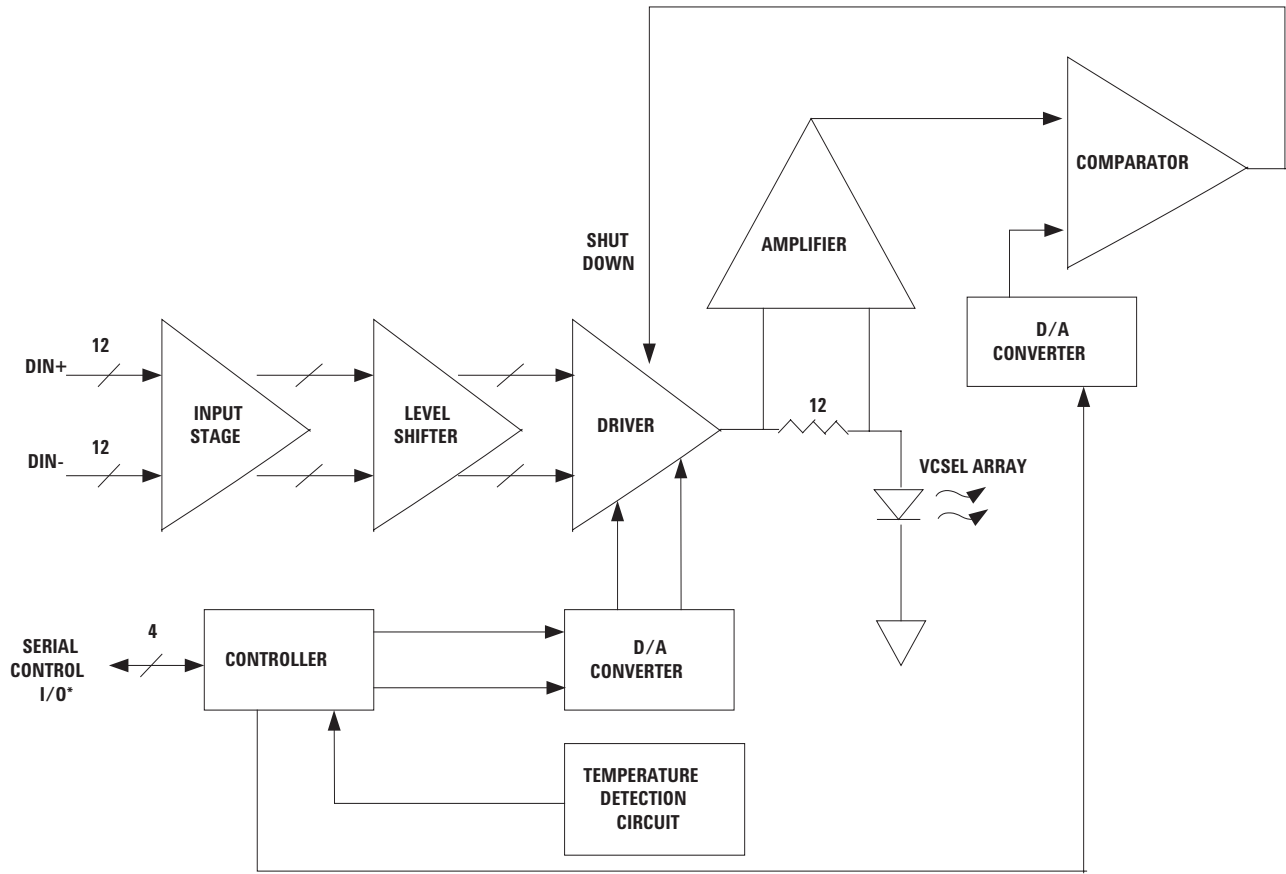 COMPARATOR
SHUT
DOWN
AMPLIFIER
D/A
CONVERTER
12
DIN+
INPUT
STAGE
LEVEL
SHIFTER
DRIVER
12
12
DIN-
VCSEL ARRAY
4
SERIAL
CONTROL
I/O*
CONTROLLER
D/A
CONVERTER
TEMPERATURE
DETECTION
CIRCUIT